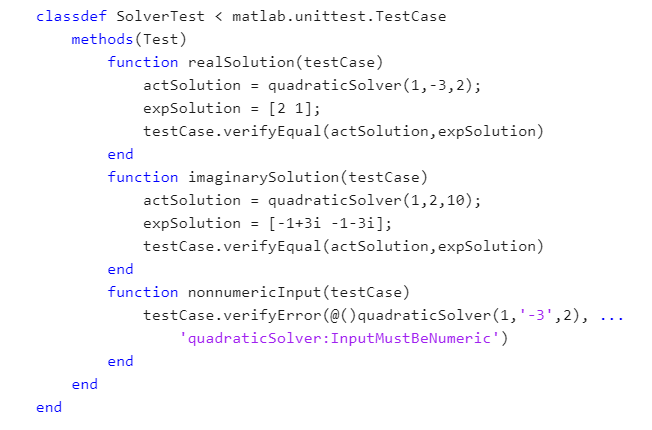 classdef SolverTest < matlab.unittest.TestCase
    methods(Test)
        function realSolution(testCase)
            actSolution = quadraticSolver(1,-3,2);
            expSolution = [2 1];
            testCase.verifyEqual(actSolution,expSolution)
        end
        function imaginarySolution(testCase)
            actSolution = quadraticSolver(1,2,10);
            expSolution = [-1+3i -1-3i];
            testCase.verifyEqual(actSolution,expSolution)
        end
        function nonnumericInput(testCase)
            testCase.verifyError(@()quadraticSolver(1,'-3',2), ...
                'quadraticSolver:InputMustBeNumeric')
        end
    end
end